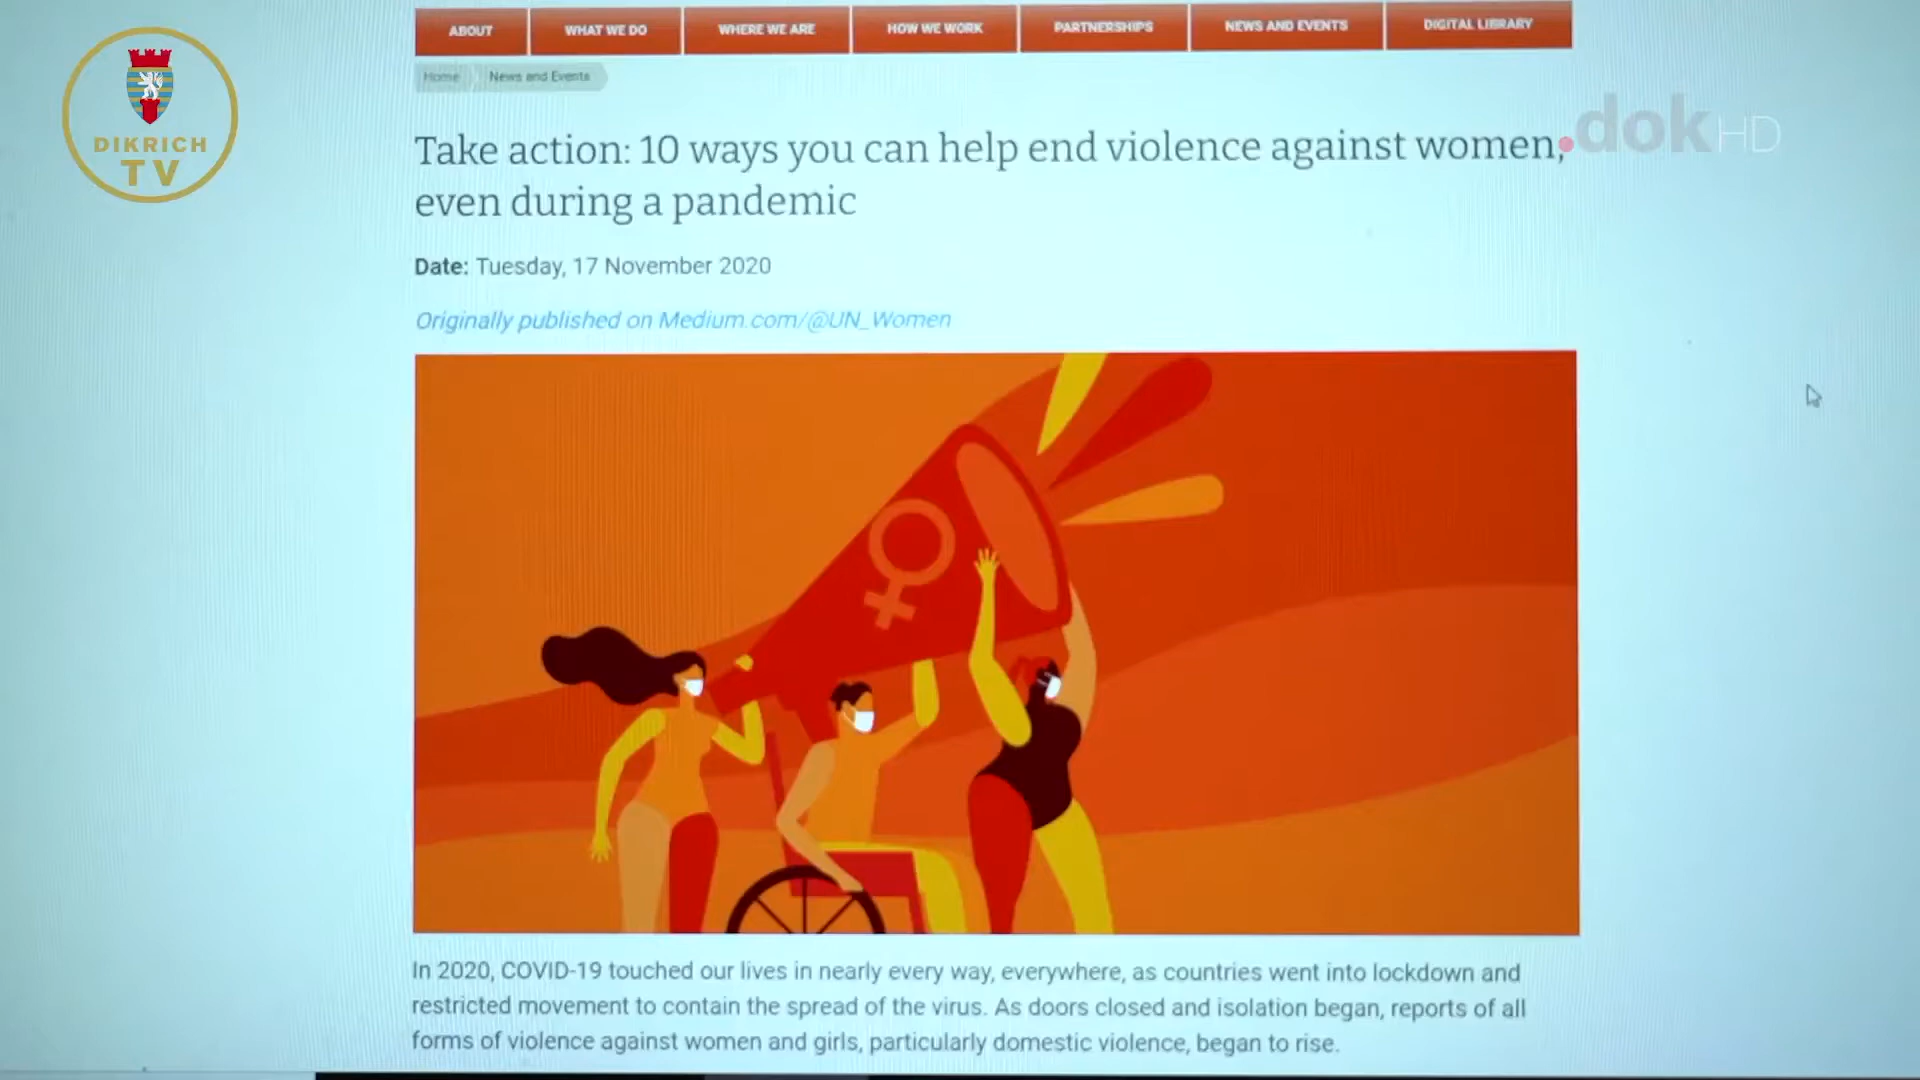 ABOUT
WHAT WE DO
WHERE WE ARE
HOW WE WORK
PARTNERSHIPS
NEWS AND EVENTS
DIGITAL LIBRARY
Home
News and Events
DIKRICH
TV
.dok HD
Take action: 10 ways you can help end violence against women,
even during a pandemic
Date: Tuesday, 17 November 2020
Originally published on Medium.com/@UN_Women
In 2020, COVID-19 touched our lives in nearly every way, everywhere, as countries went into lockdown and
restricted movement to contain the spread of the virus. As doors closed and isolation began, reports of all
forms of violence against women and girls, particularly domestic violence, began to rise.